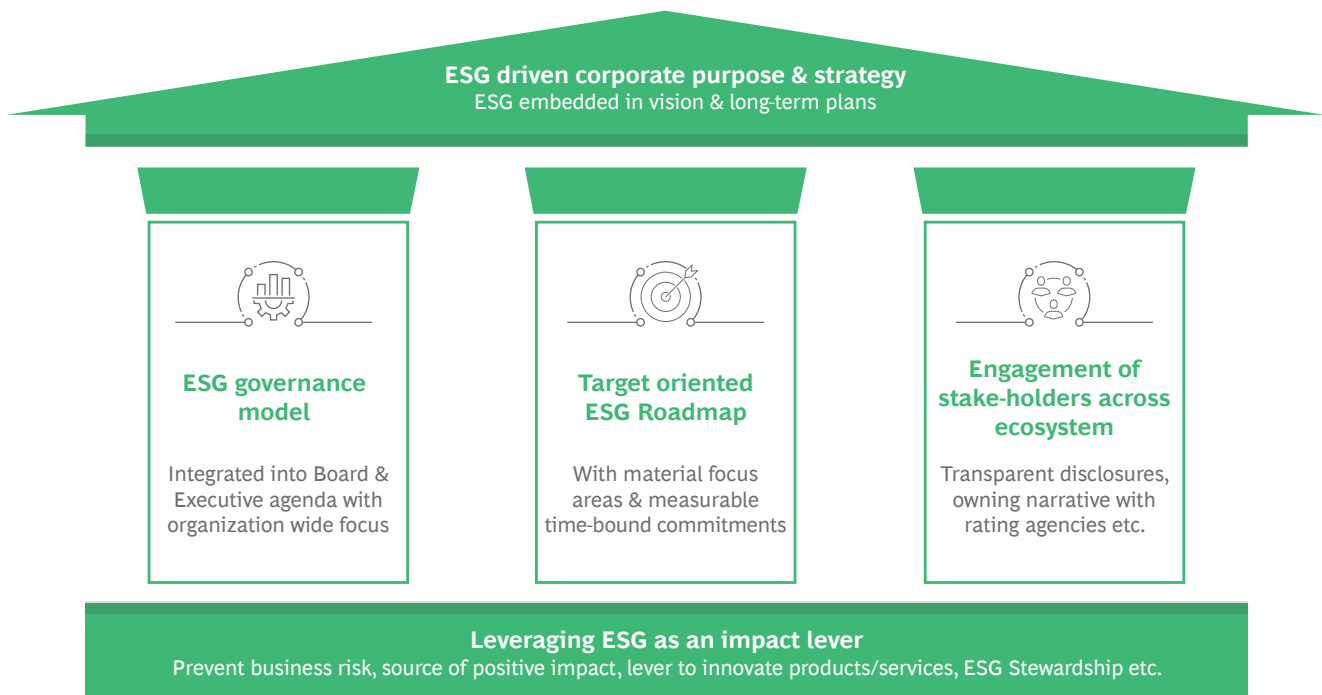 ESG driven corporate purpose & strategy
ESG embedded in vision & long-term plans
ESG governance
model
Integrated into Board &
Executive agenda with
organization wide focus
Target oriented
ESG Roadmap
With material focus
areas & measurable
time-bound commitments
Engagement of
stake-holders across
ecosystem
Transparent disclosures,
owning narrative with
rating agencies etc.
Leveraging ESG as an impact lever
Prevent business risk, source of positive impact, lever to innovate products/services, ESG Stewardship etc.